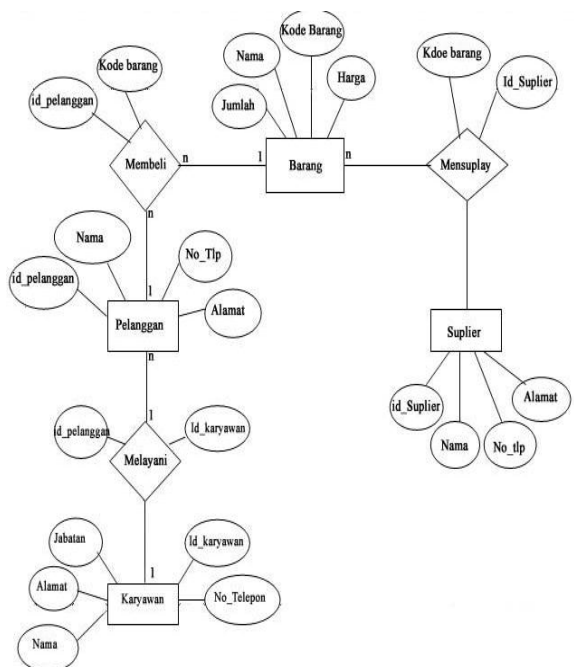 Kode Barang
Nama
Kode barang
Kdoe barang
Harga
Id_Suplier
id_pelanggan
Jumlah
Membeli
n
1
Barang
n
Mensuplay
n
Nama
No_Tlp
id_pelanggan
1
Alamat
Pelanggan
Suplier
n
id_Suplier
Alamat
id_pelanggan
1
Id_karyawan
Nama
No_tlp
Melayani
Jabatan
Id_karyawan
Alamat
1
Karyawan
No_Telepon
Nama